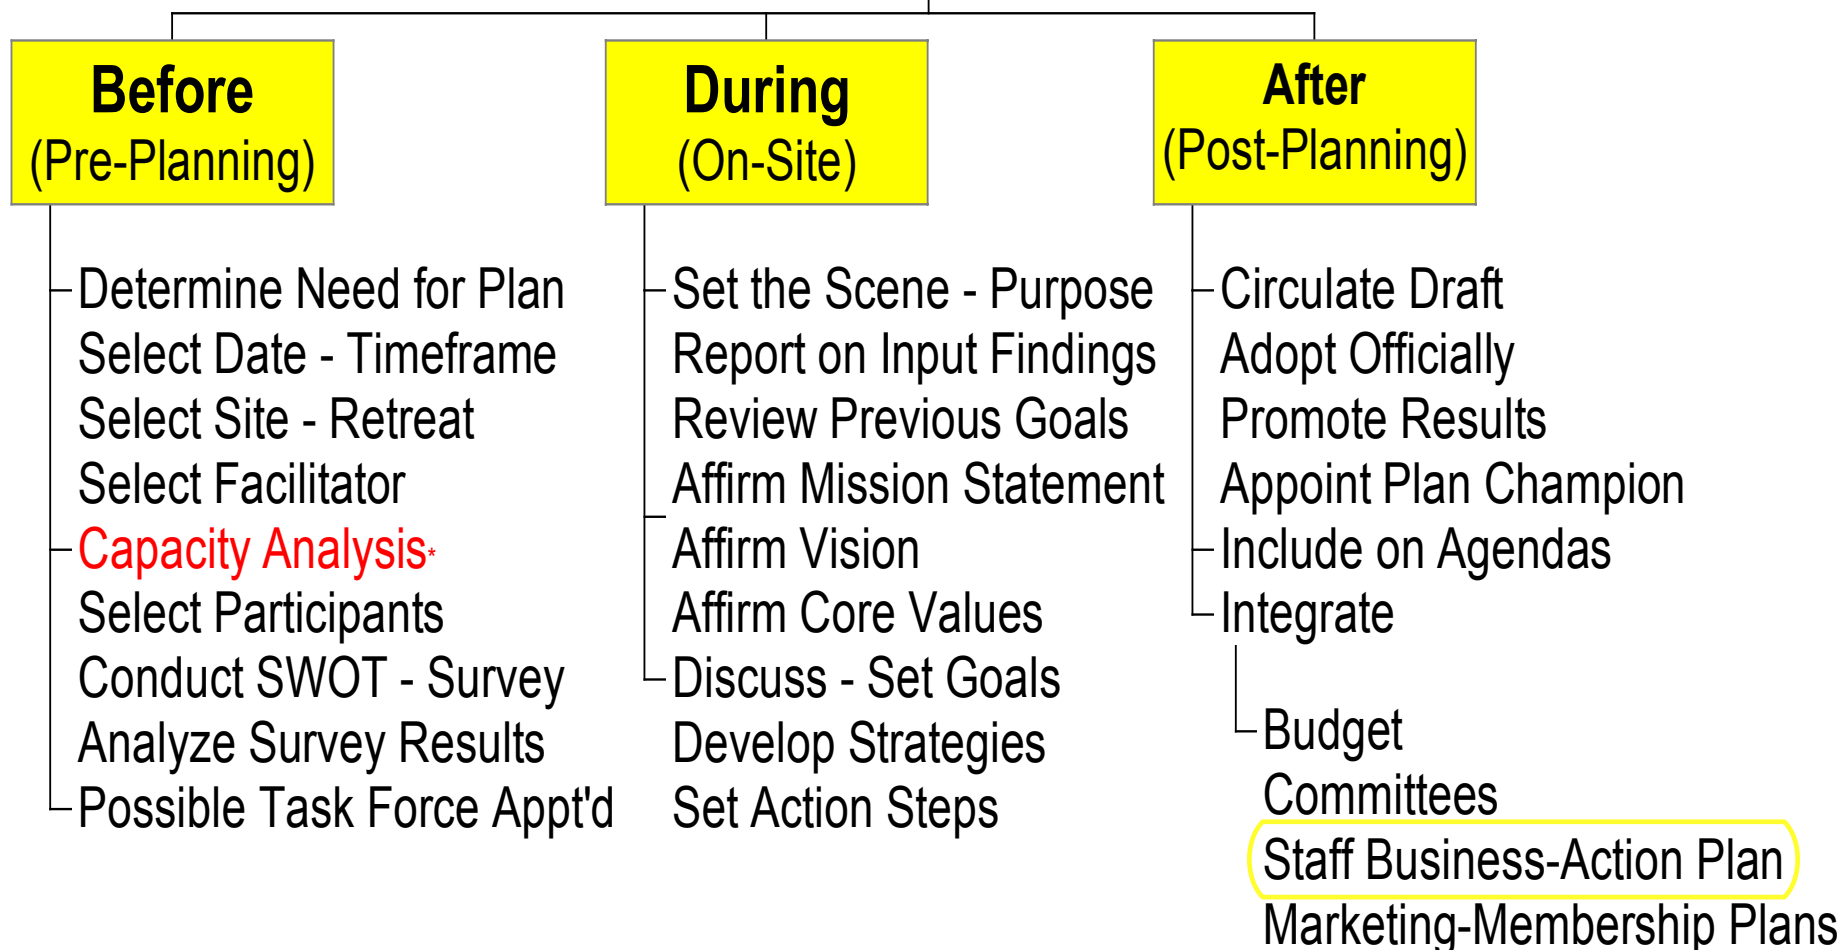 Before
(Pre-Planning)
Determine Need for Plan
Select Date - Timeframe
Select Site - Retreat
Select Facilitator
Capacity Analysis*
Select Participants
Conduct SWOT - Survey
Analyze Survey Results
Possible Task Force Appt'd
During
(On-Site)
Set the Scene - Purpose
Report on Input Findings
Review Previous Goals
Affirm Mission Statement
Affirm Vision
Affirm Core Values
Discuss - Set Goals
Develop Strategies
Set Action Steps
After
(Post-Planning)
Circulate Draft
Adopt Officially
Promote Results
Appoint Plan Champion
Include on Agendas
Integrate
Budget
Committees
Staff Business-Action Plan
Marketing-Membership Plans